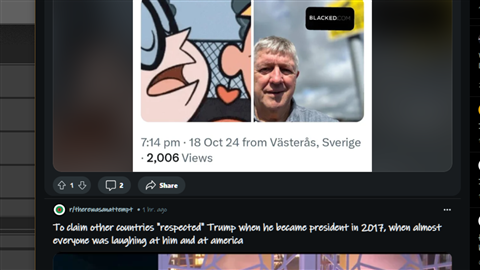 BLACKED.COM
7:14 pm · 18 Oct 24 from Västerås, Sverige
· 2,006 Views
1
2
Share
r/therewasanattempt • 1 hr. ago
To claim other countries "respected" Trump when he became president in 2017, when almost
everyone was laughing at him and at america